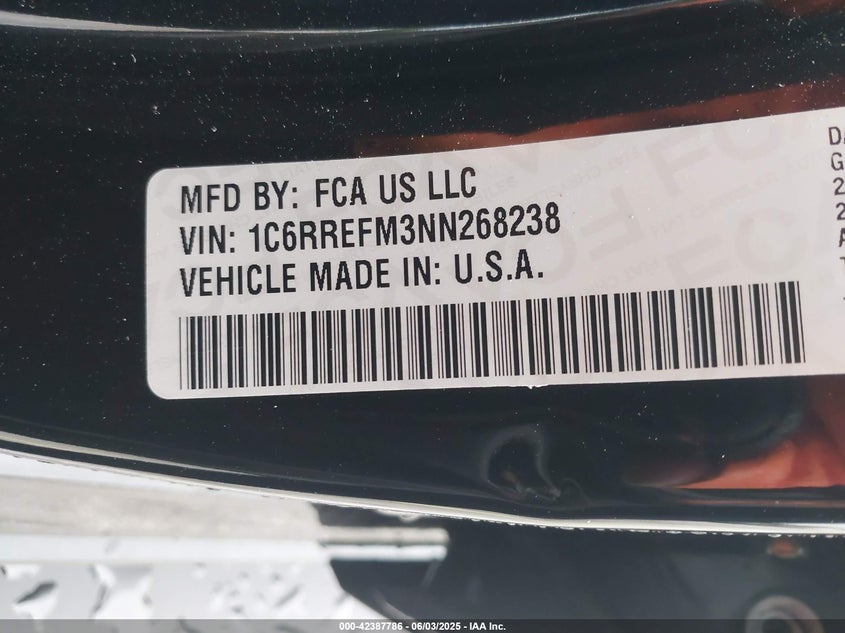 MFD BY: FCA US LLC
VIN: 1C6RREFM3NN268238
VEHICLE MADE IN: U.S.A.
000-42387786 - 06/03/2025 - IAA Inc.